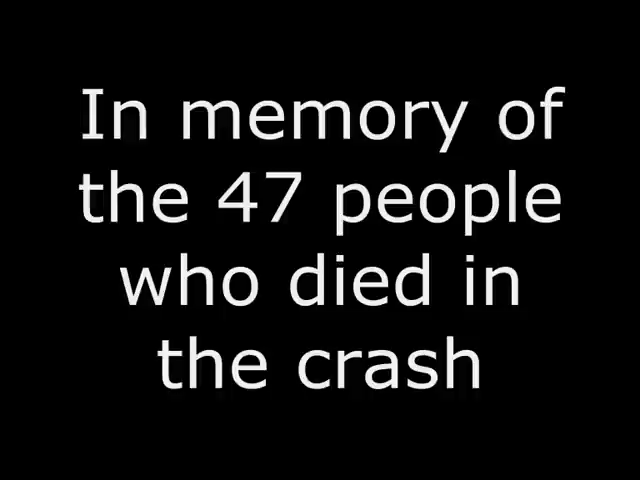 In memory of
the 47 people
who died in
the crash